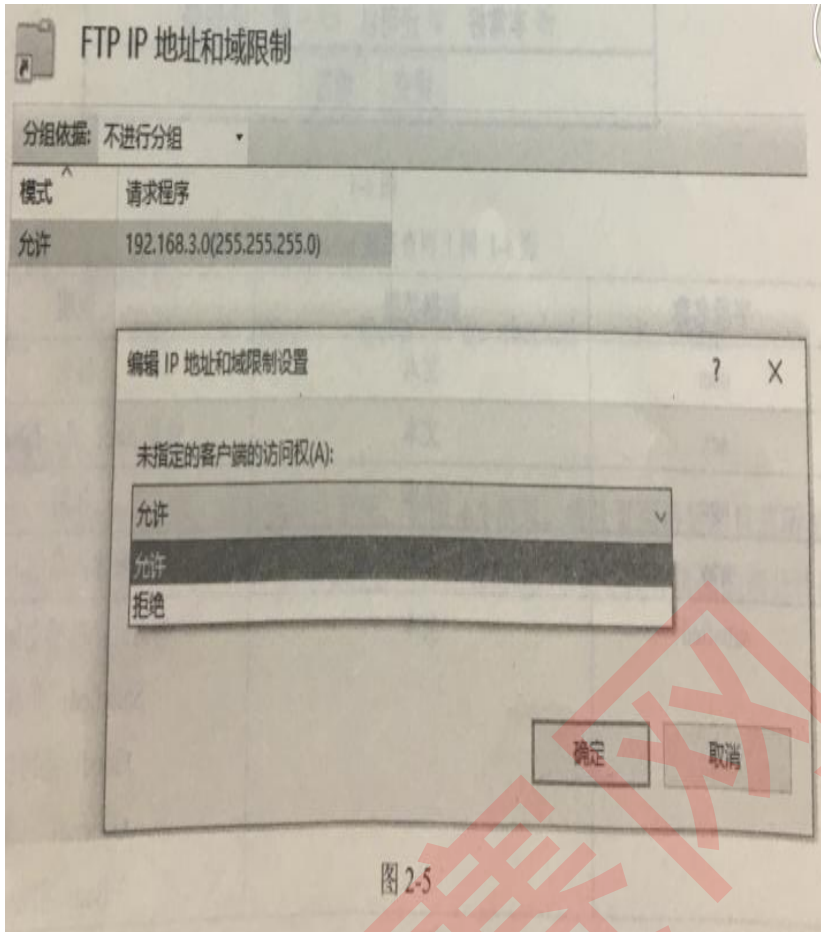 FTP IP 地址和域限制
分组依据: 不进行分组
模式 请求程序
允许 192.168.3.0(255.255.255.0)
编辑 IP 地址和域限制设置 ? X
未指定的客户端的访问权(A):
允许
允许
拒绝
确定 取消
图 2-5